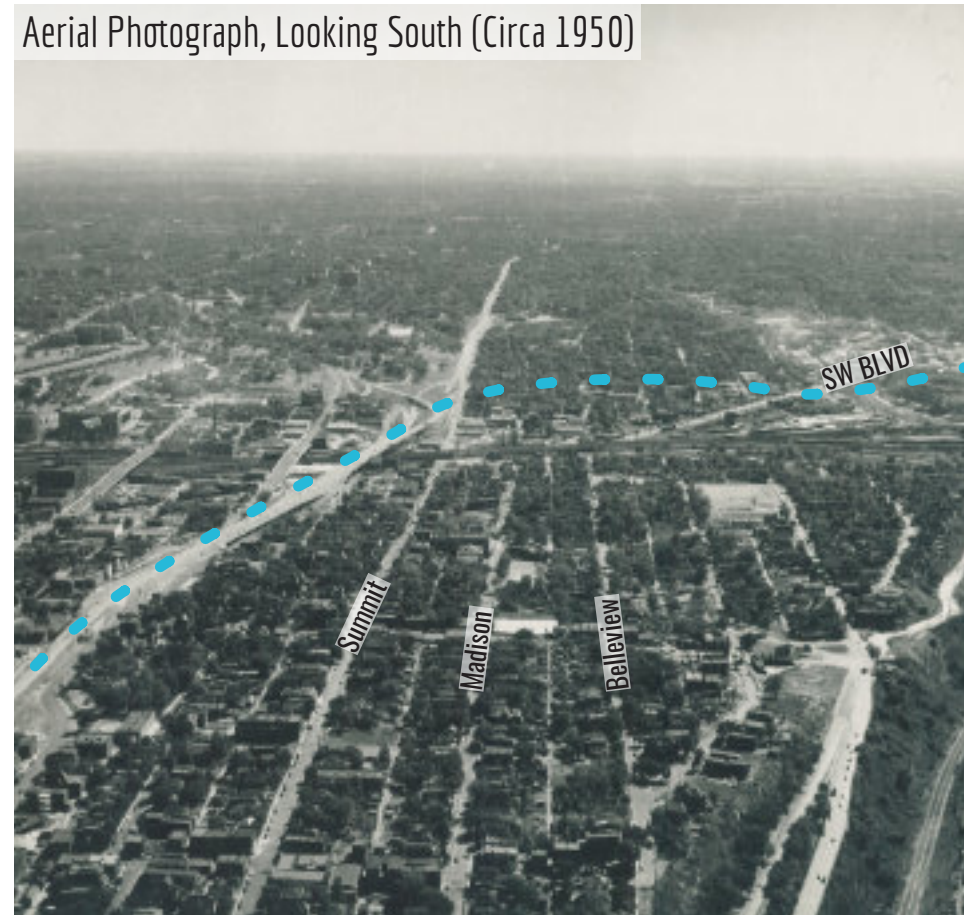 Aerial Photograph, Looking South (Circa 1950)
SW BLVD
Summit
Madison
Belleview